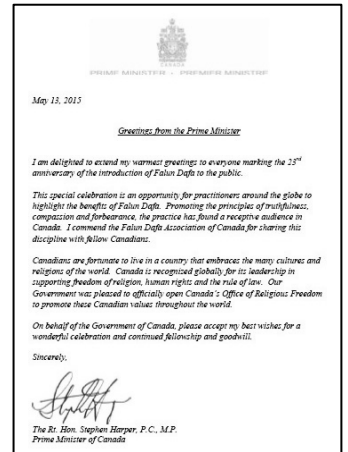 CANADA
PRIME MINISTER · PREMIER MINISTRE
May 13, 2015
Greetings from the Prime Minister
I am delighted to extend my warmest greetings to everyone marking the 23rd
anniversary of the introduction of Falun Dafa to the public.
This special celebration is an opportunity for practitioners around the globe to
highlight the benefits of Falun Dafa. Promoting the principles of truthfulness,
compassion and forbearance, the practice has found a receptive audience in
Canada. I commend the Falun Dafa Association of Canada for sharing this
discipline with fellow Canadians.
Canadians are fortunate to live in a country that embraces the many cultures and
religions of the world. Canada is recognised globally for its leadership in
supporting freedom of religion, human rights and the rule of law. Our
Government was pleased to officially open Canada's Office of Religious Freedom
to promote these Canadian values throughout the world.
On behalf of the Government of Canada, please accept my best wishes for a
wonderful celebration and continued fellowship and goodwill.
Sincerely,
The Rt. Hon. Stephen Harper, P.C., M.P.
Prime Minister of Canada